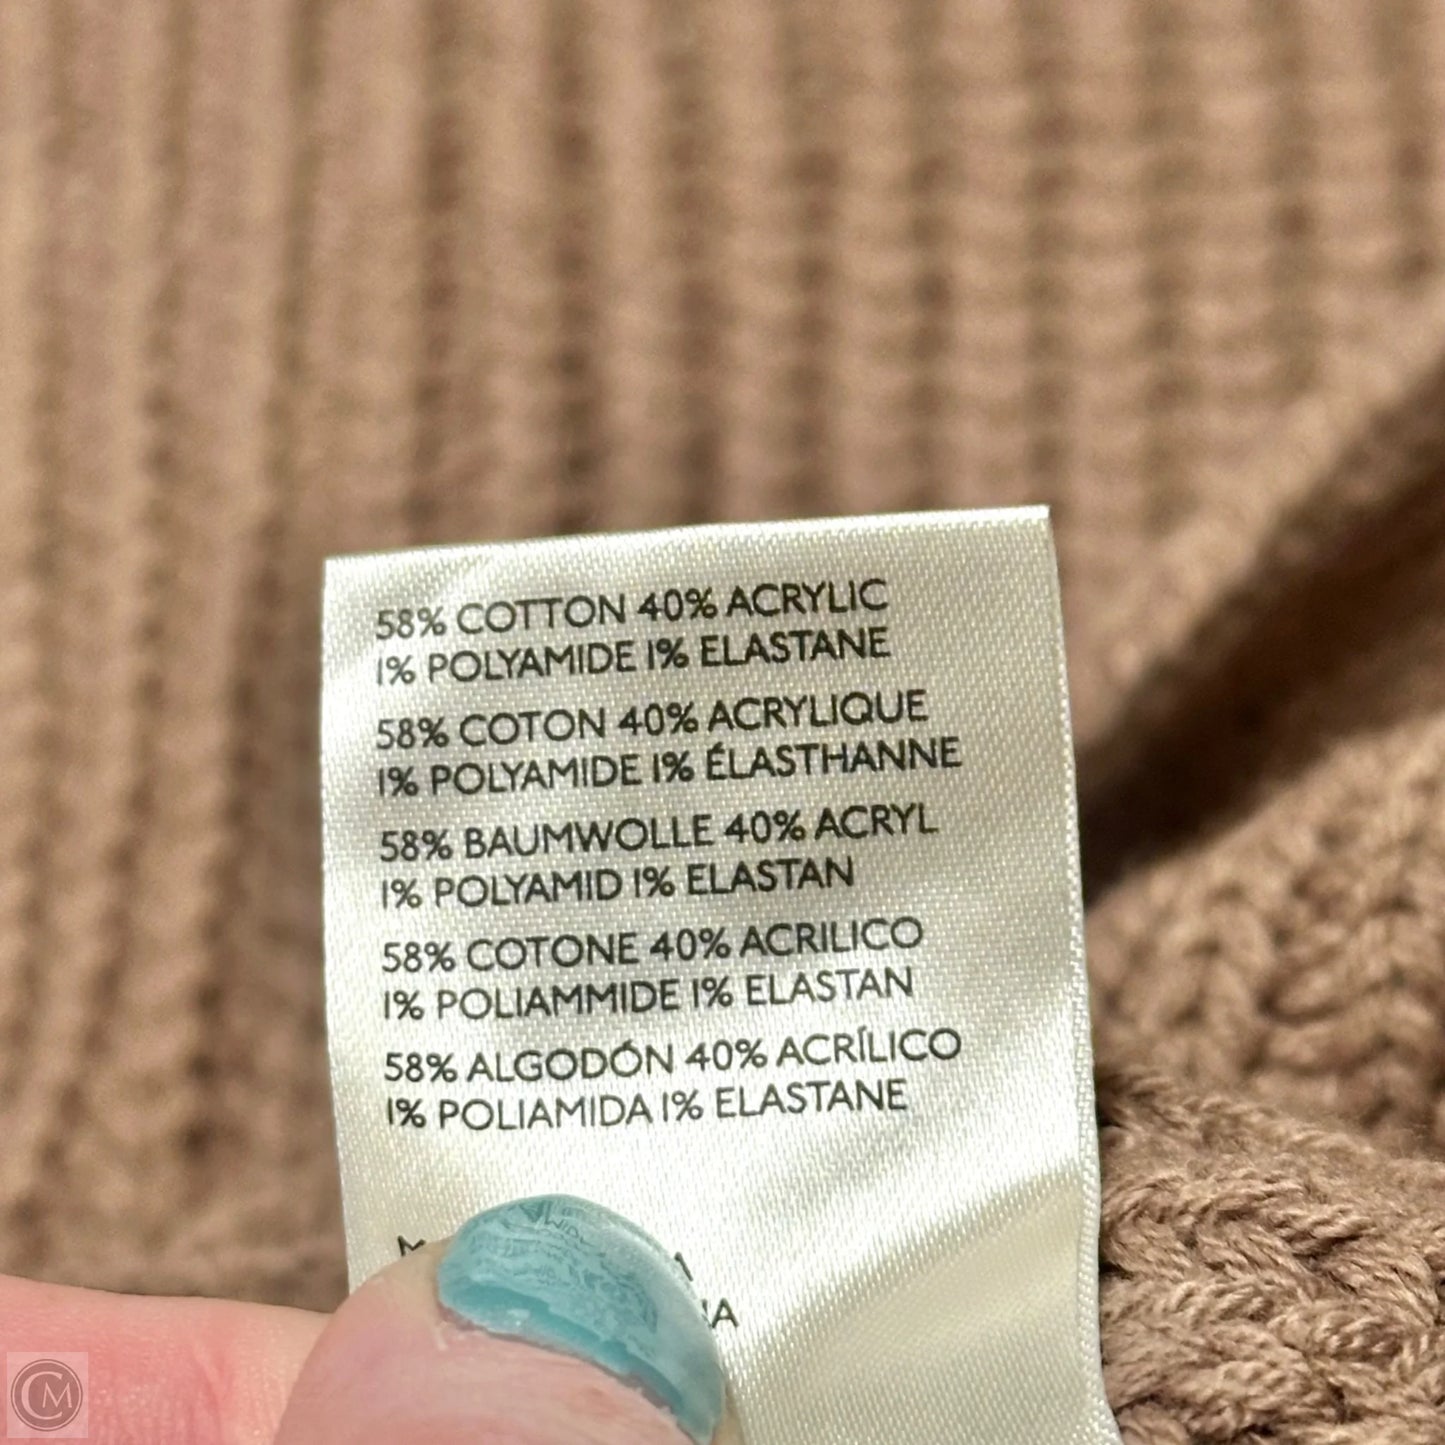 58% COTTON 40% ACRYLIC
1% POLYAMIDE 1% ELASTANE
58% COTON 40% ACRYLIQUE
1% POLYAMIDE 1% ÉLASTHANNE
58% BAUMWOLLE 40% ACRYL
1% POLYAMID 1% ELASTAN
58% COTONE 40% ACRILICO
1% POLIAMMIDE 1% ELASTAN
58% ALGODÓN 40% ACRÍLICO
1% POLIAMIDA 1% ELASTANE
CM